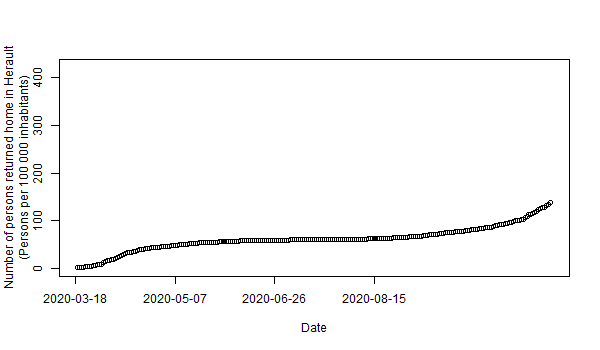 Number of persons returned home in Herault
(Persons per 100 000 inhabitants)
400
300
200
100
0
2020-03-18 2020-05-07 2020-06-26 2020-08-15
Date